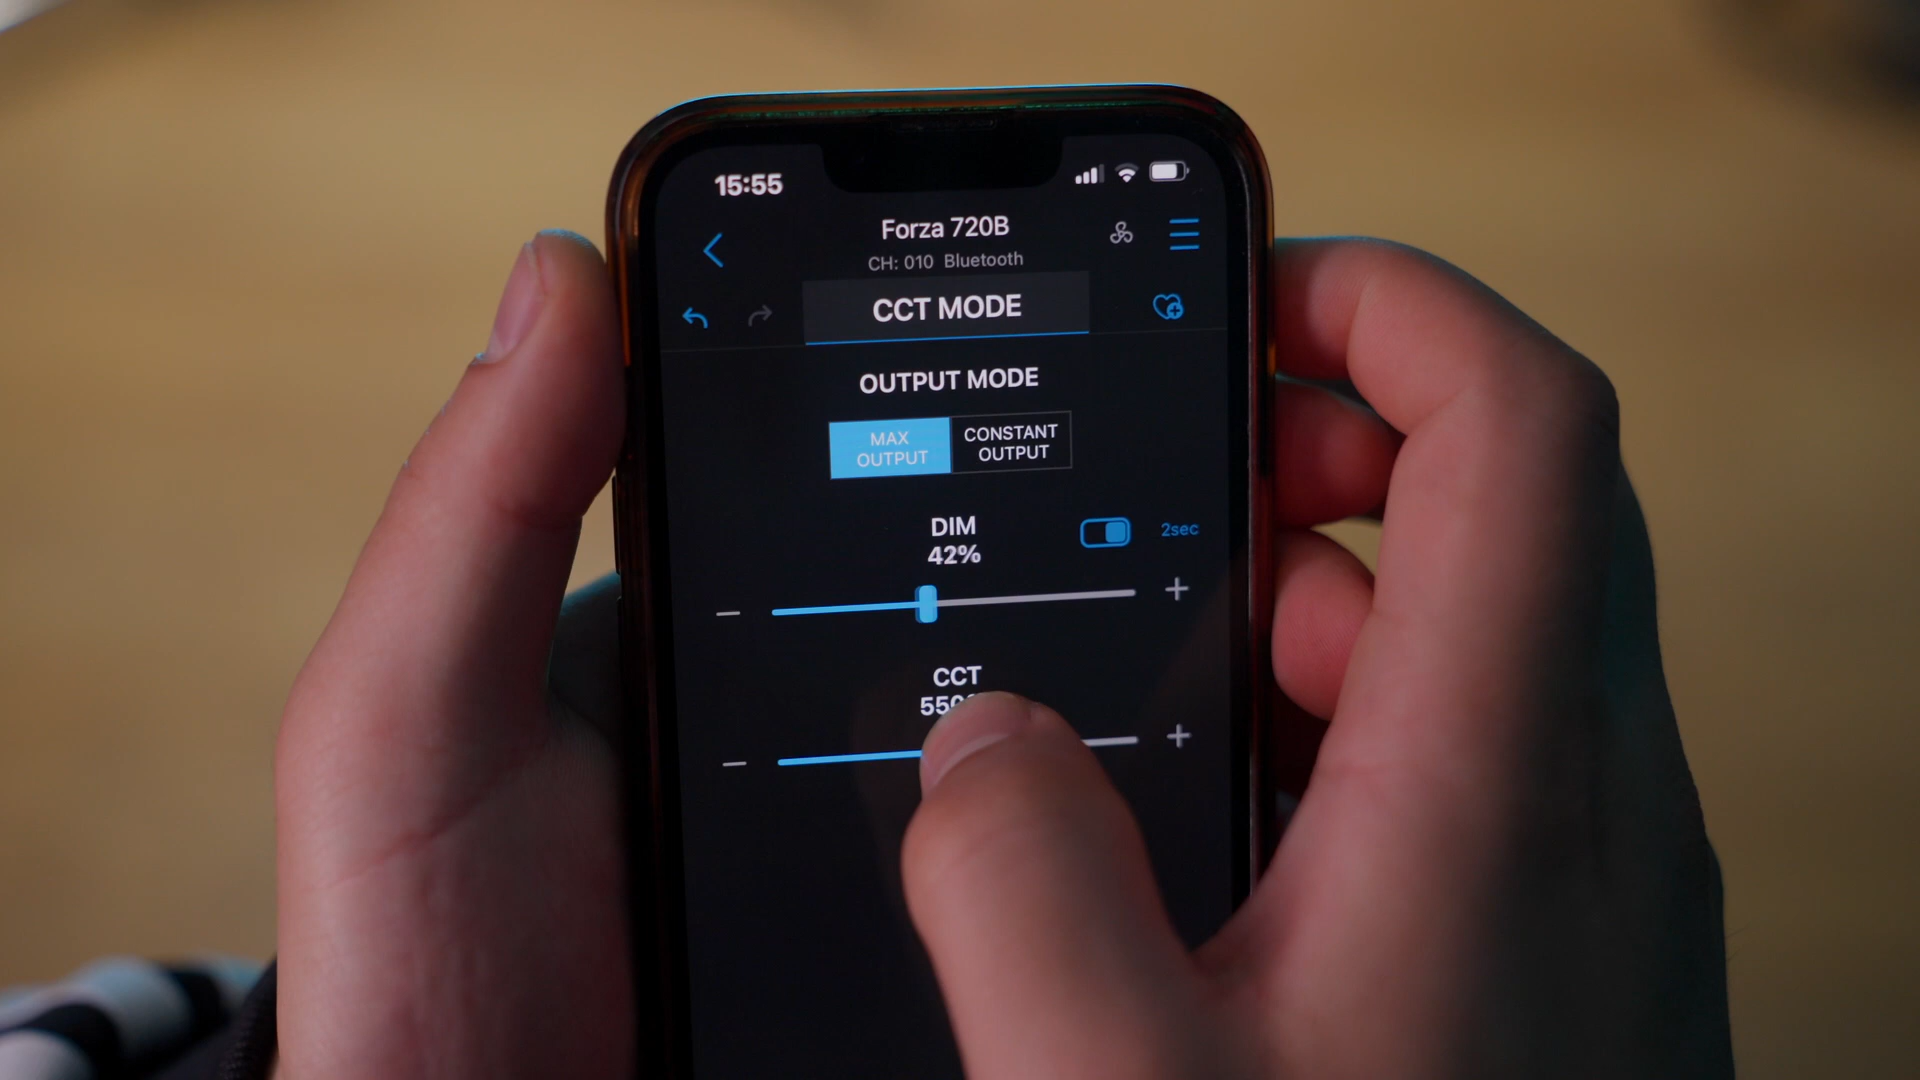 15:55
Forza 720B
CH: 010 Bluetooth
CCT MODE
OUTPUT MODE
MAX OUTPUT
CONSTANT OUTPUT
DIM
42%
2sec
CCT